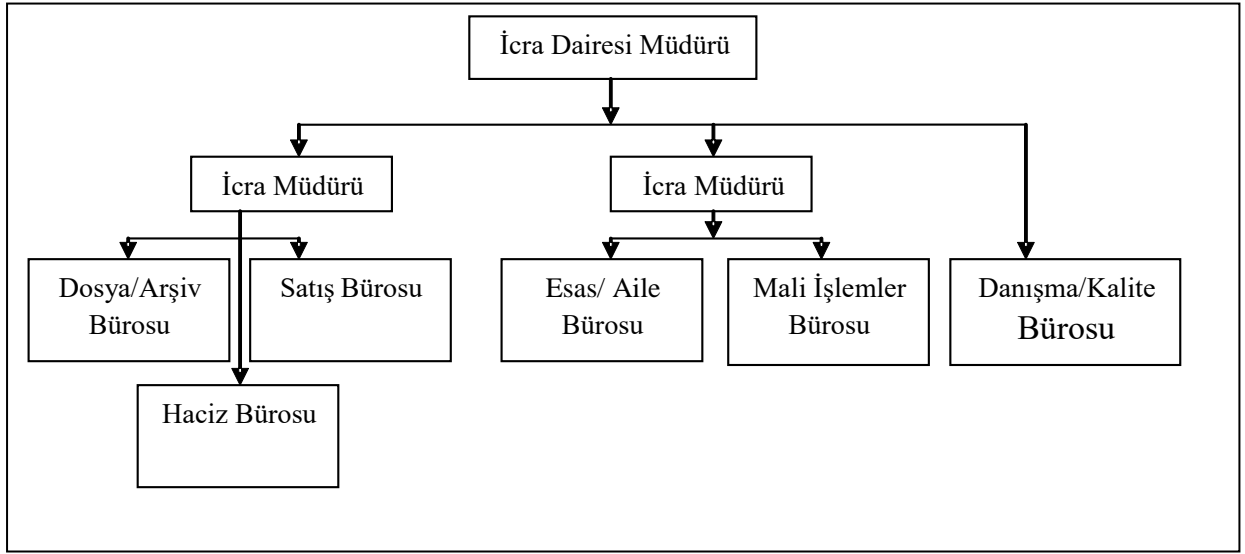 İcra Dairesi Müdürü
İcra Müdürü
İcra Müdürü
Dosya/Arşiv
Bürosu
Satış Bürosu
Esas/ Aile
Bürosu
Mali İşlemler
Bürosu
Danışma/Kalite
Bürosu
Haciz Bürosu